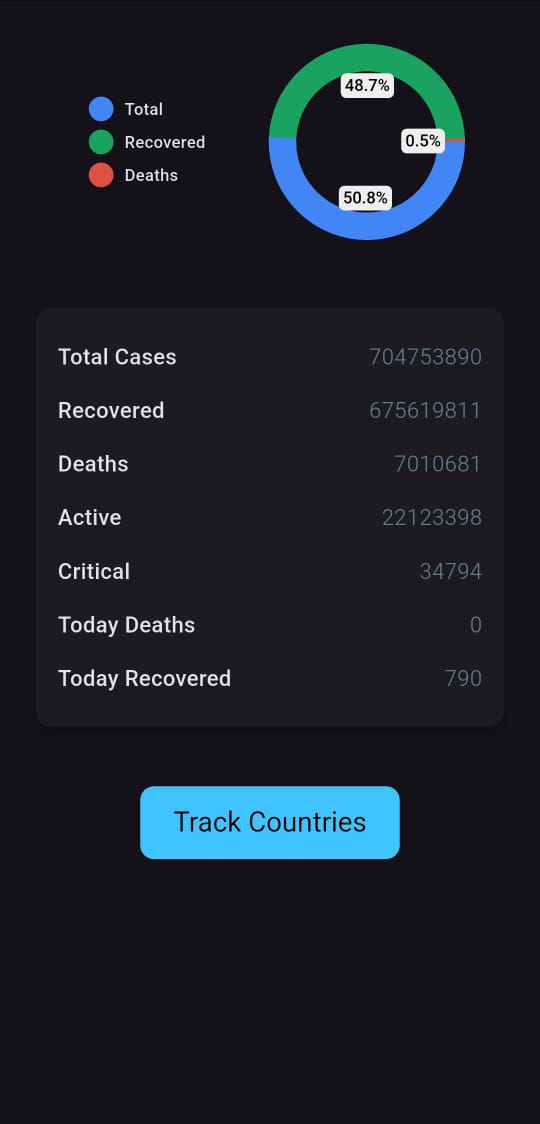 Total
Recovered
Deaths
48.7%
0.5%
50.8%
Total Cases 704753890
Recovered 675619811
Deaths 7010681
Active 22123398
Critical 34794
Today Deaths 0
Today Recovered 790
Track Countries